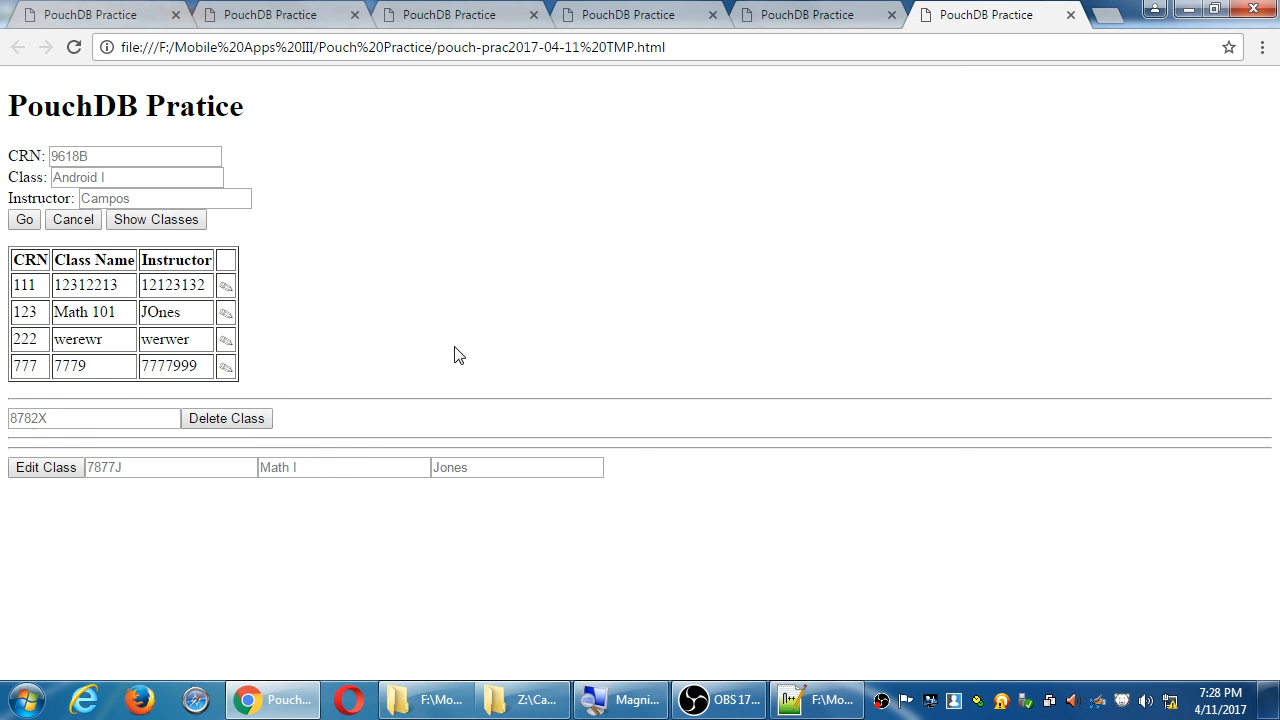 PouchDB Practice PouchDB Practice PouchDB Practice PouchDB Practice PouchDB Practice PouchDB Practice
file:///F:/Mobile%20Apps%20III/Pouch%20Practice/pouch-prac2017-04-11%20TMP.html
PouchDB Pratice
CRN: 9618B
Class: Android I
Instructor: Campos
Go Cancel Show Classes
CRN Class Name Instructor
111 12312213 12123132
123 Math 101 JOnes
222 werewr werwer
777 7779 7777999
8782X Delete Class
Edit Class 7877J Math I Jones
Pouch... F:\Mo... Z:\Ca... Magni... OBS 17... F:\Mo... 7:28 PM
4/11/2017